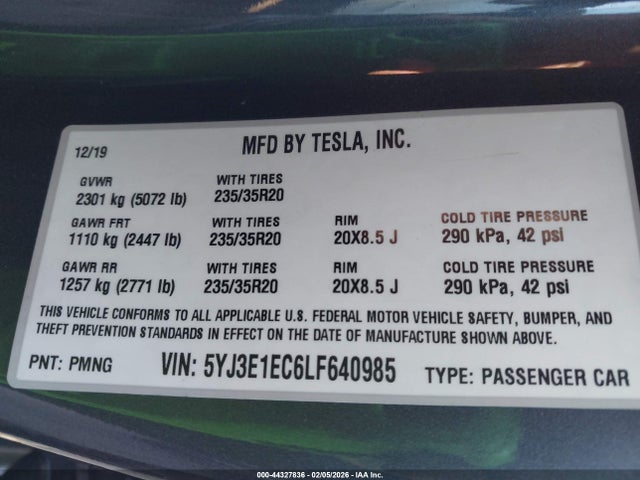 12/19
MFD BY TESLA, INC.
GVWR
WITH TIRES
2301 kg (5072 lb)
235/35R20
GAWR FRT
WITH TIRES
RIM
COLD TIRE PRESSURE
1110 kg (2447 lb)
235/35R20
20X8.5 J
290 kPa, 42 psi
GAWR RR
WITH TIRES
RIM
COLD TIRE PRESSURE
1257 kg (2771 lb)
235/35R20
20X8.5 J
290 kPa, 42 psi
THIS VEHICLE CONFORMS TO ALL APPLICABLE U.S. FEDERAL MOTOR VEHICLE SAFETY, BUMPER, AND
THEFT PREVENTION STANDARDS IN EFFECT ON THE DATE OF MANUFACTURE SHOWN ABOVE.
PNT: PMNG
VIN: 5YJ3E1EC6LF640985
TYPE: PASSENGER CAR
000-44327836 - 02/05/2026 - IAA Inc.